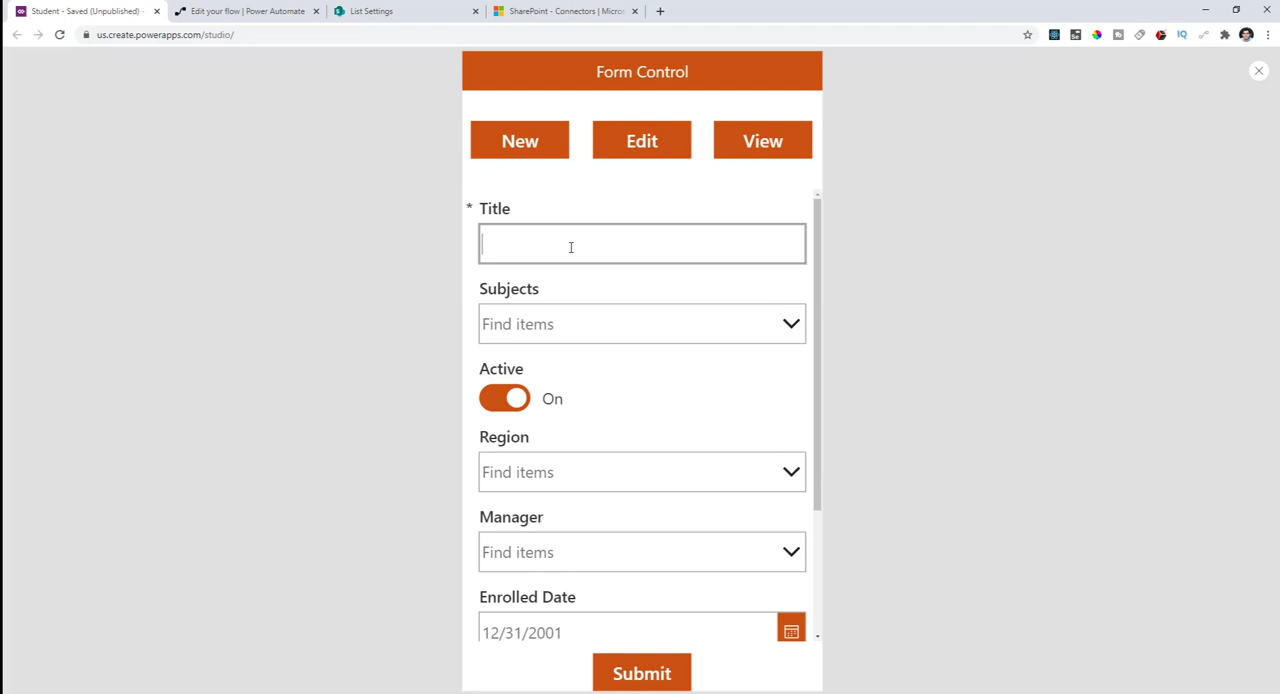 Student - Saved (Unpublished) -
Edit your flow | Power Automate
List Settings
SharePoint - Connectors | Micros
us.create.powerapps.com/studio/
Form Control
New
Edit
View
* Title
Subjects
Find items
Active
On
Region
Find items
Manager
Find items
Enrolled Date
12/31/2001
Submit